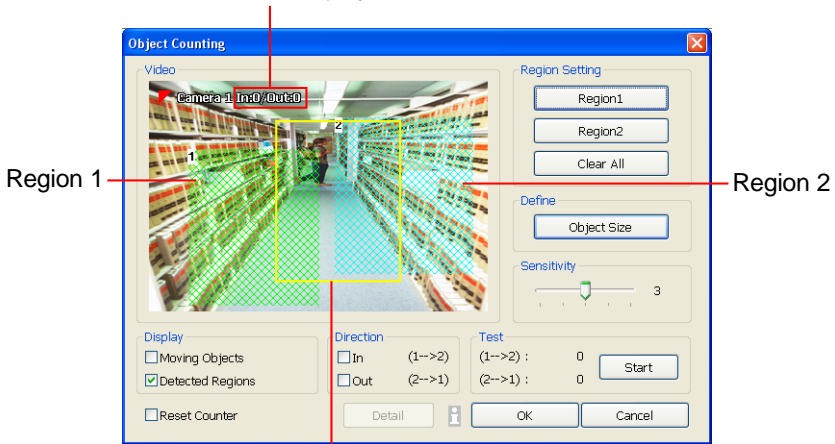 Object Counting
Video
Camera 1 In:0/Out:0
1
2
Region 1
Region 2
Region Setting
Region1
Region2
Clear All
Define
Object Size
Sensitivity
3
Display
Moving Objects
Detected Regions
Direction
In (1-->2)
Out (2-->1)
Test
(1-->2) : 0
(2-->1) : 0
Start
Reset Counter
Detail
OK
Cancel